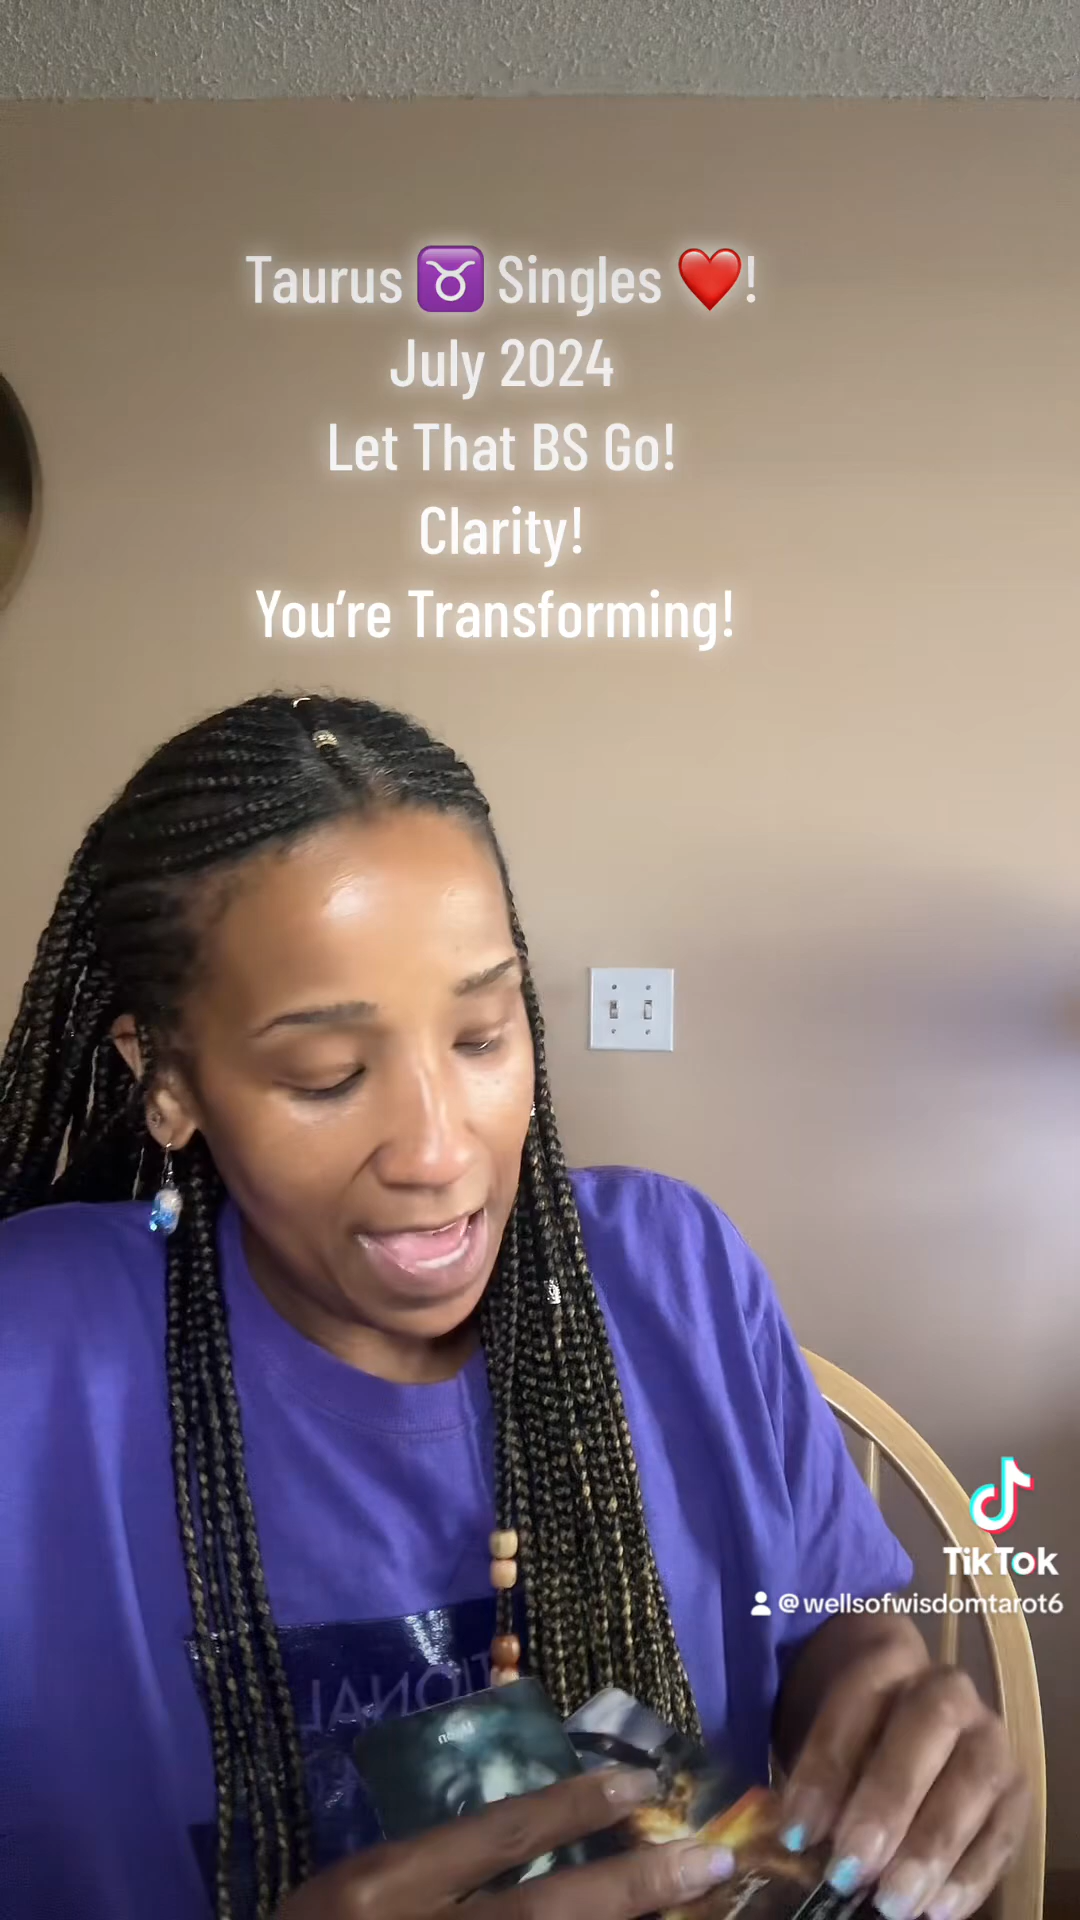 Taurus ♉ Singles ❤️!
July 2024
Let That BS Go!
Clarity!
You’re Transforming!
TikTok
@wellsofwisdomtarot6